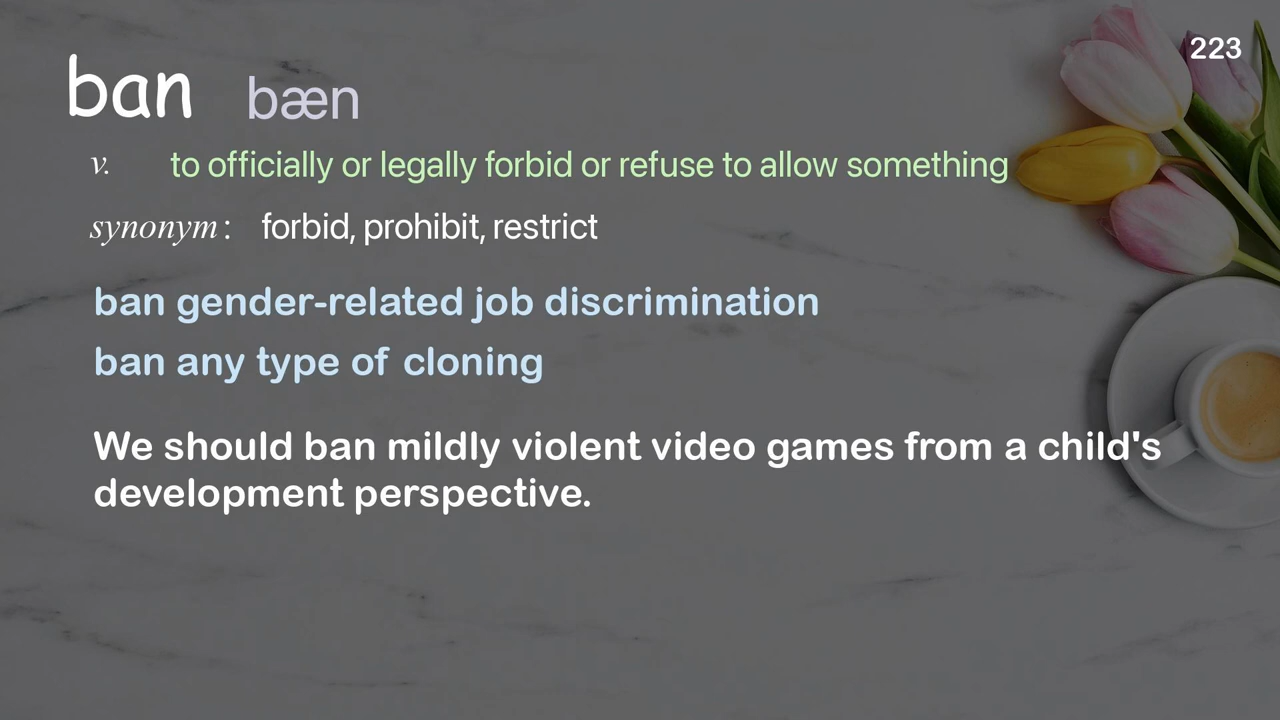 223
ban bæn
v. to officially or legally forbid or refuse to allow something
synonym: forbid, prohibit, restrict
ban gender-related job discrimination
ban any type of cloning
We should ban mildly violent video games from a child's
development perspective.